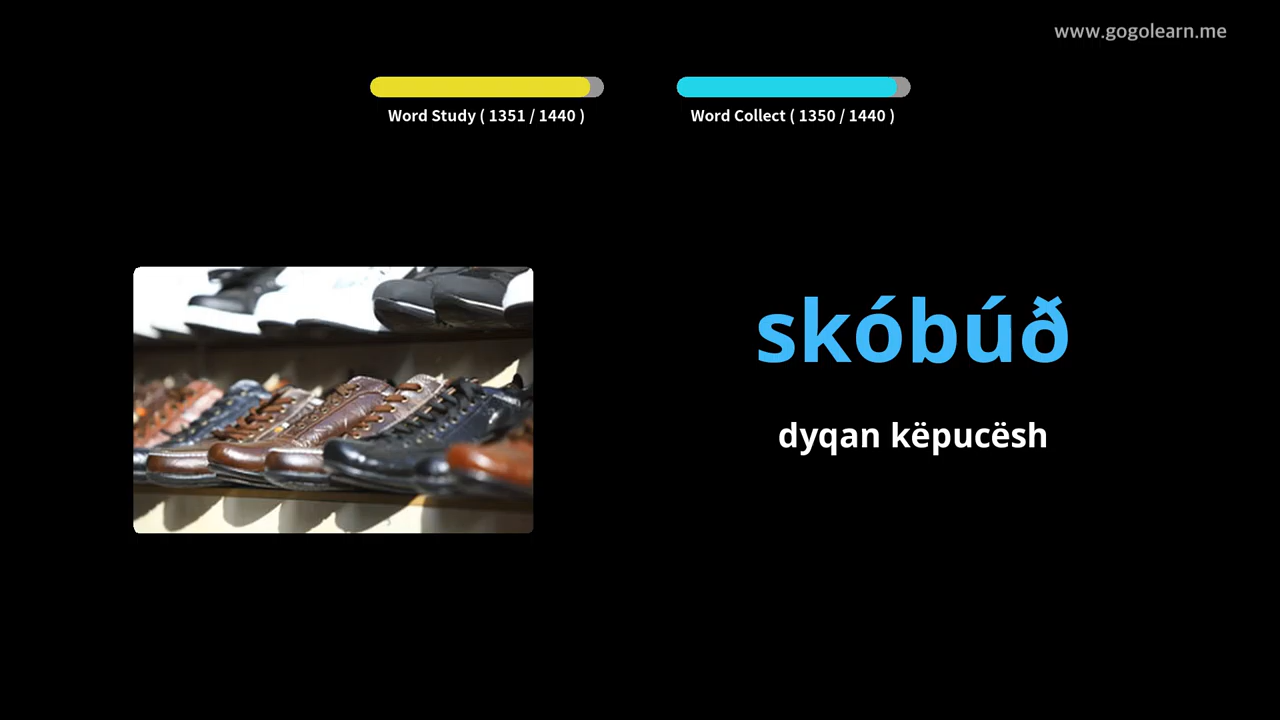 www.gogolearn.me
Word Study ( 1351 / 1440 )
Word Collect ( 1350 / 1440 )
skóbúð
dyqan këpucësh